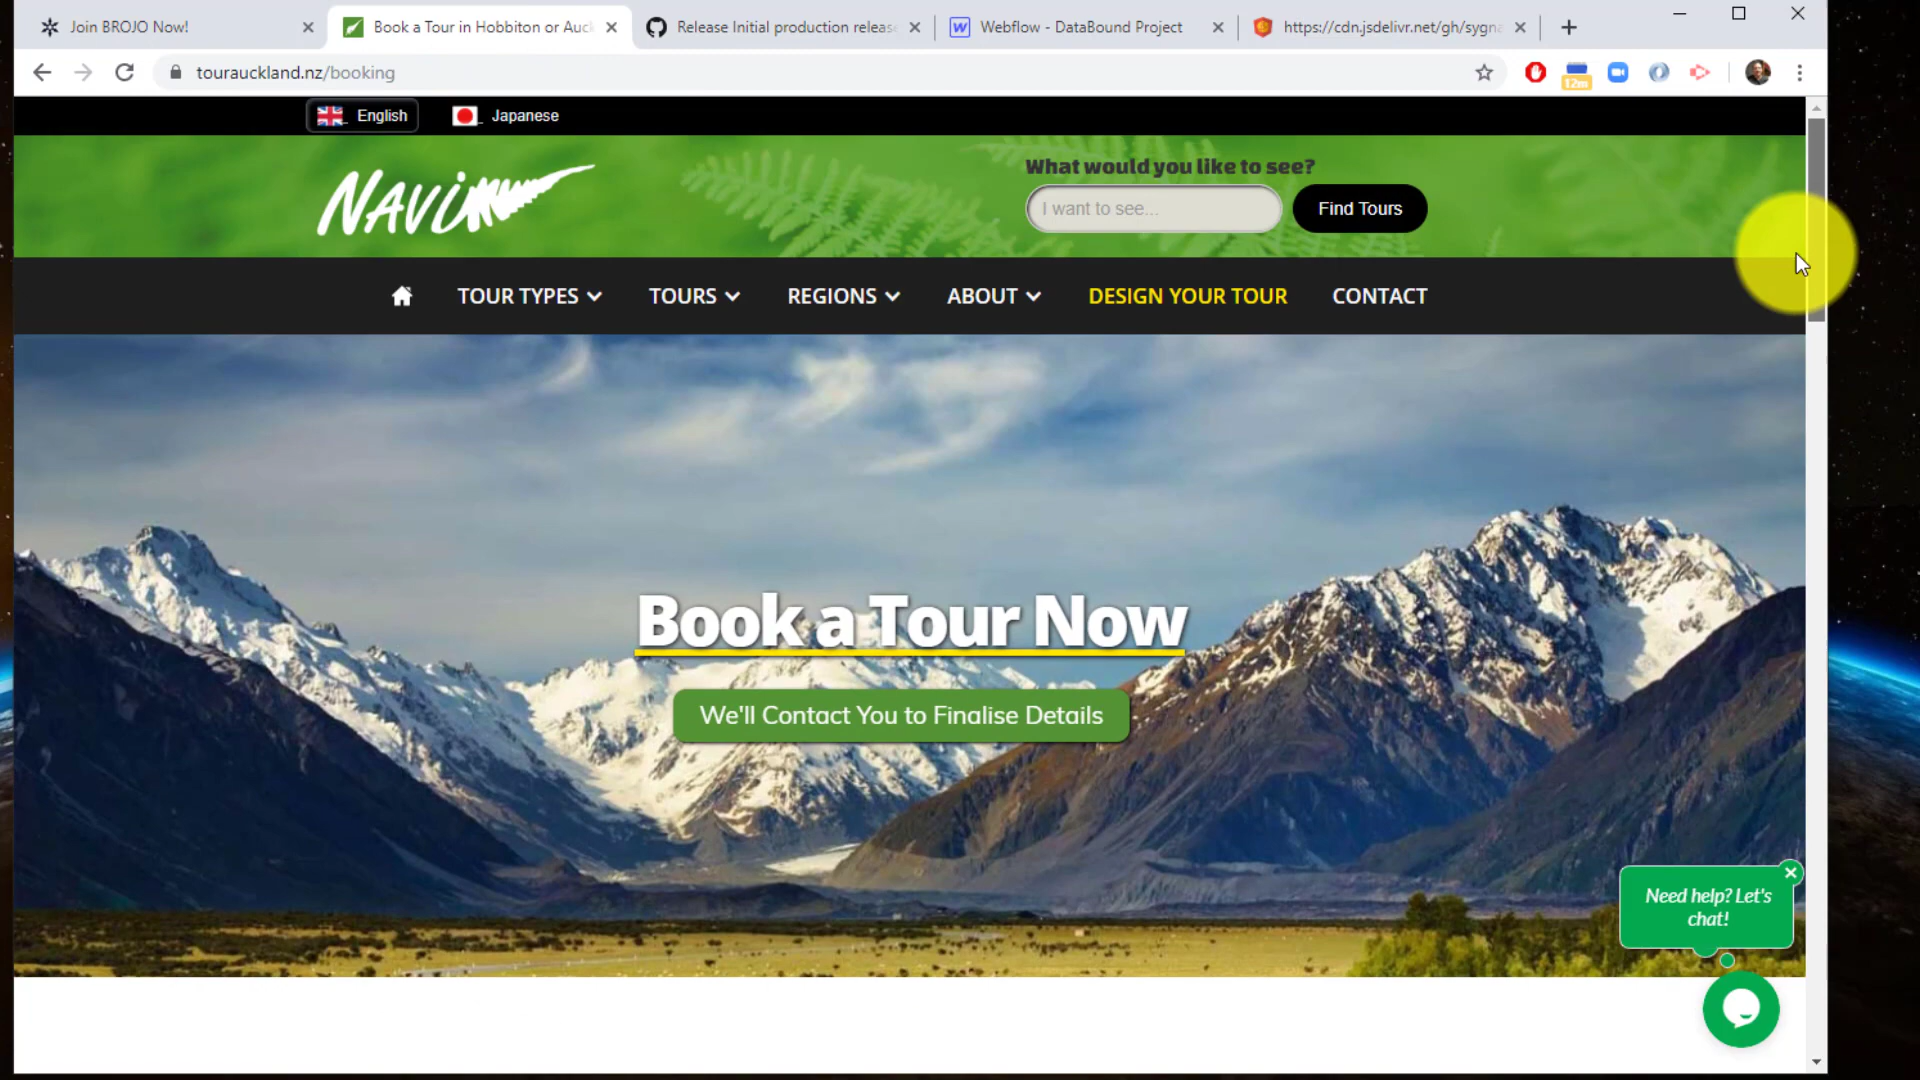 Join BROJO Now!
Book a Tour in Hobbiton or Auck
Release Initial production releas
Webflow - DataBound Project
https://cdn.jsdelivr.net/gh/sygna
tourauckland.nz/booking
12m
English
Japanese
NAVi
What would you like to see?
I want to see...
Find Tours
TOUR TYPES
TOURS
REGIONS
ABOUT
DESIGN YOUR TOUR
CONTACT
Book a Tour Now
We'll Contact You to Finalise Details
Need help? Let's
chat!